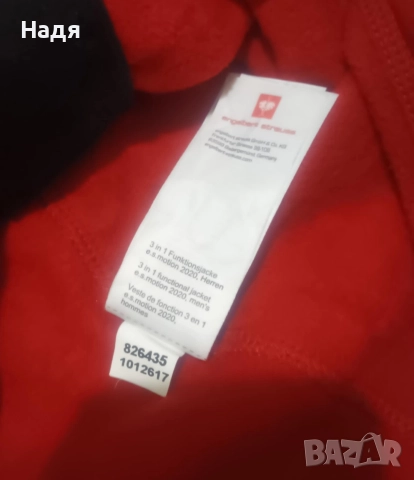 Надя
engelbert strauss
3 in 1 Funktionsjacke
e.s.motion 2020, Herren
3 in 1 functional jacket
e.s.motion 2020, men's
Veste de fonction 3 en 1
e.s.motion 2020,
hommes
826435
1012617
BAZAR